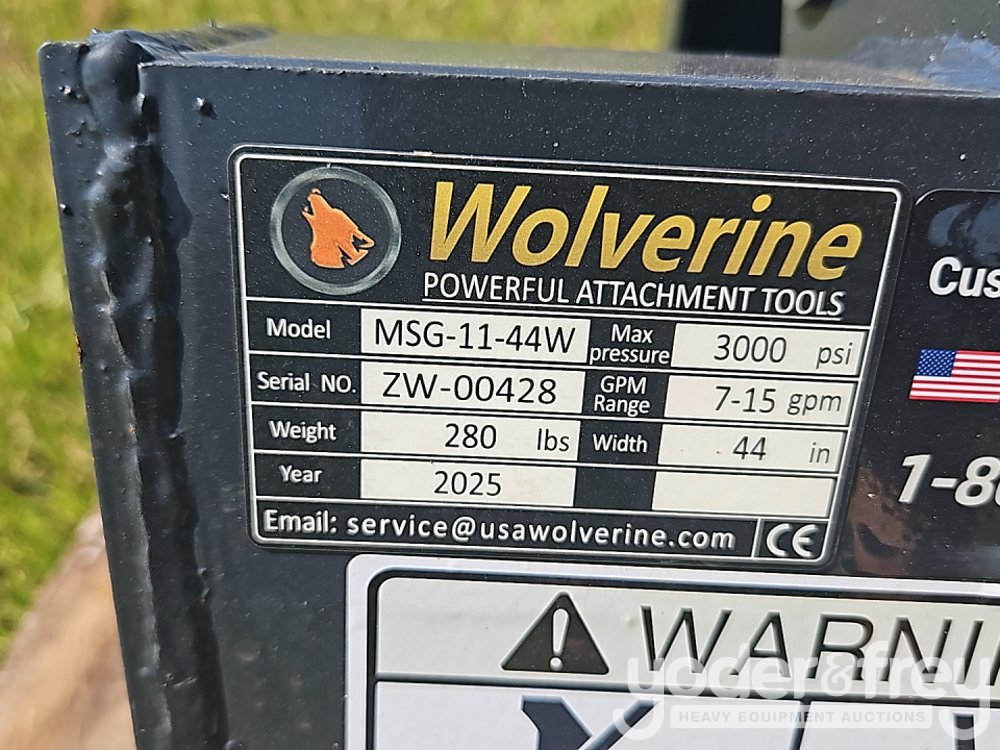 Wolverine
POWERFUL ATTACHMENT TOOLS
Model MSG-11-44W Max pressure 3000 psi
Serial NO. ZW-00428 GPM Range 7-15 gpm
Weight 280 lbs Width 44 in
Year 2025
Email: service@usawolverine.com CE
Cus
1-8
WARNI
yoder&frey
HEAVY EQUIPMENT AUCTIONS